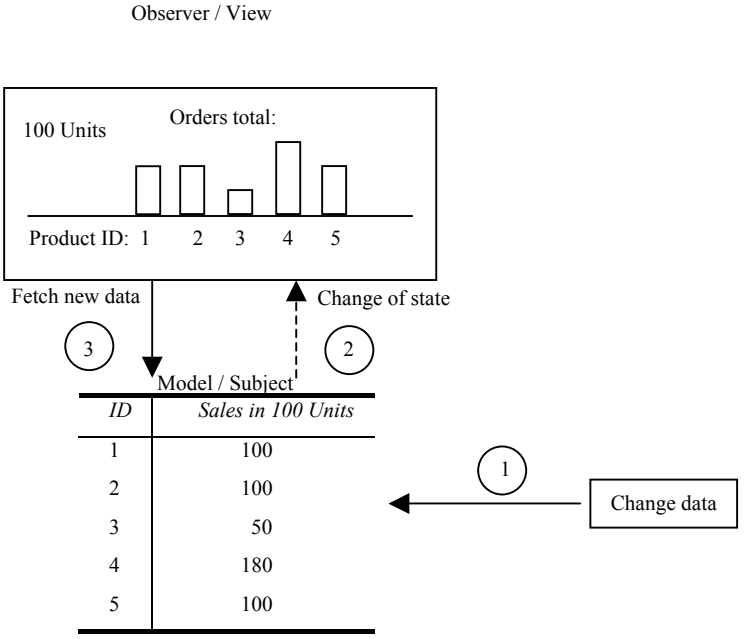 Observer / View
100 Units
Orders total:
Product ID: 1 2 3 4 5
Fetch new data
Change of state
3
2
Model / Subject
ID Sales in 100 Units
1 100
2 100
3 50
4 180
5 100
1
Change data